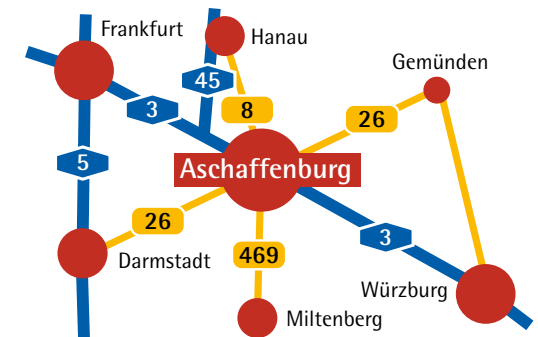 Frankfurt
Hanau
Gemünden
45
3
8
26
5
Aschaffenburg
26
3
469
Darmstadt
Würzburg
Miltenberg